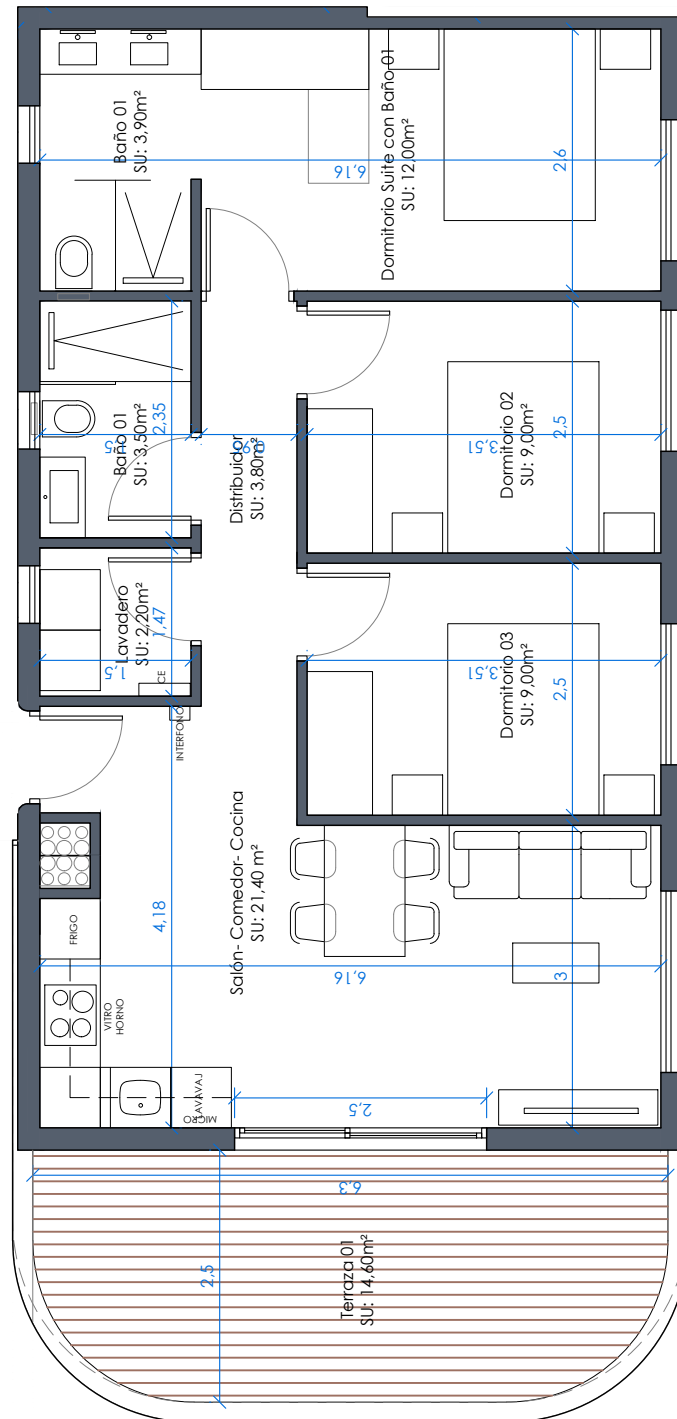 Baño 01
SU: 3,90m²
Dormitorio Suite con Baño 01
SU: 12,00m²
6,16
2,6
Baño 01
SU: 3,50m²
2,35
1,5
Distribuidor
SU: 3,80m²
Dormitorio 02
SU: 9,00m²
3,51
2,5
Lavadero
SU: 2,20m²
1,47
1,5
CE
INTERFONO
Dormitorio 03
SU: 9,00m²
3,51
2,5
Salón- Comedor- Cocina
SU: 21,40 m²
4,18
6,16
3
FRIGO
VITRO
HORNO
LAVAVAJ
MICRO
2,5
6,3
2,5
Terraza 01
SU: 14,60m²